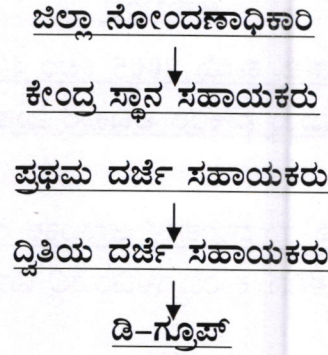 ಜಿಲ್ಲಾ ನೋಂದಣಾಧಿಕಾರಿ
ಕೇಂದ್ರ ಸ್ಥಾನ ಸಹಾಯಕರು
ಪ್ರಥಮ ದರ್ಜೆ ಸಹಾಯಕರು
ದ್ವಿತಿಯ ದರ್ಜೆ ಸಹಾಯಕರು
ಡಿ-ಗ್ರೂಪ್